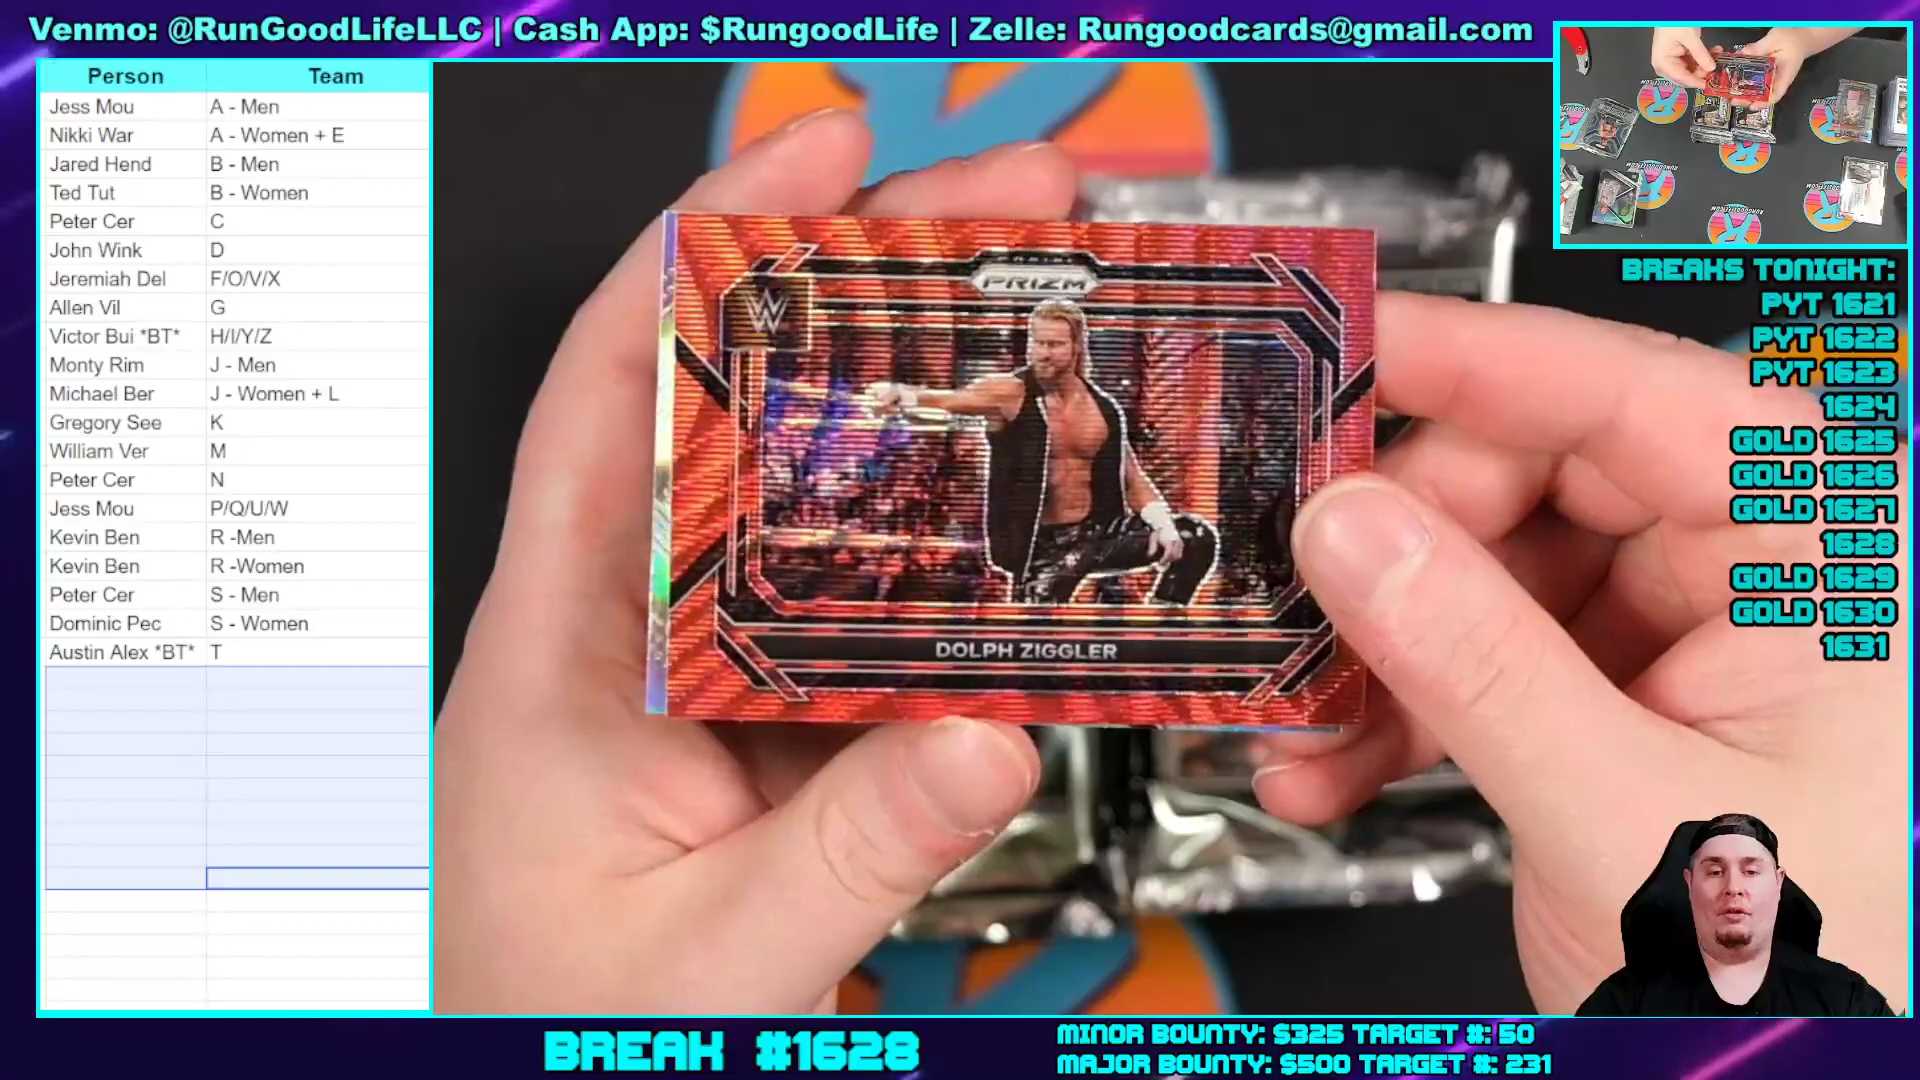 Venmo: @RunGoodLifeLLC | Cash App: $RungoodLife | Zelle: Rungoodcards@gmail.com
Person Team
Jess Mou A - Men
Nikki War A - Women + E
Jared Hend B - Men
Ted Tut B - Women
Peter Cer C
John Wink D
Jeremiah Del F/O/V/X
Allen Vil G
Victor Bui *BT* H/I/Y/Z
Monty Rim J - Men
Michael Ber J - Women + L
Gregory See K
William Ver M
Peter Cer N
Jess Mou P/Q/U/W
Kevin Ben R -Men
Kevin Ben R -Women
Peter Cer S - Men
Dominic Pec S - Women
Austin Alex *BT* T
PANINI
PRIZM
W
DOLPH ZIGGLER
BREAKS TONIGHT:
PYT 1621
PYT 1622
PYT 1623
1624
GOLD 1625
GOLD 1626
GOLD 1627
1628
GOLD 1629
GOLD 1630
1631
BREAK #1628
MINOR BOUNTY: $325 TARGET #: 50
MAJOR BOUNTY: $500 TARGET #: 231